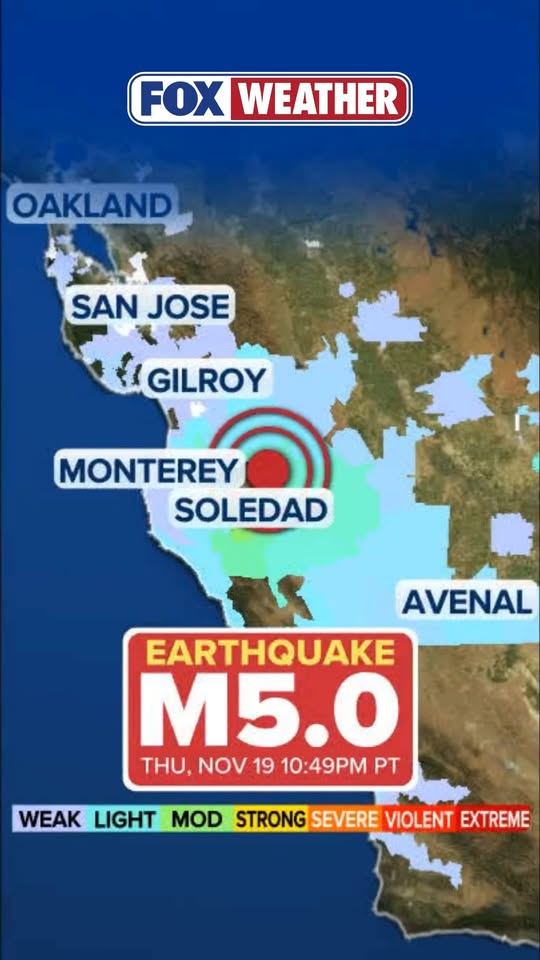 FOX WEATHER
OAKLAND
SAN JOSE
GILROY
MONTEREY
SOLEDAD
AVENAL
EARTHQUAKE
M5.0
THU, NOV 19 10:49PM PT
WEAK LIGHT MOD STRONG SEVERE VIOLENT EXTREME